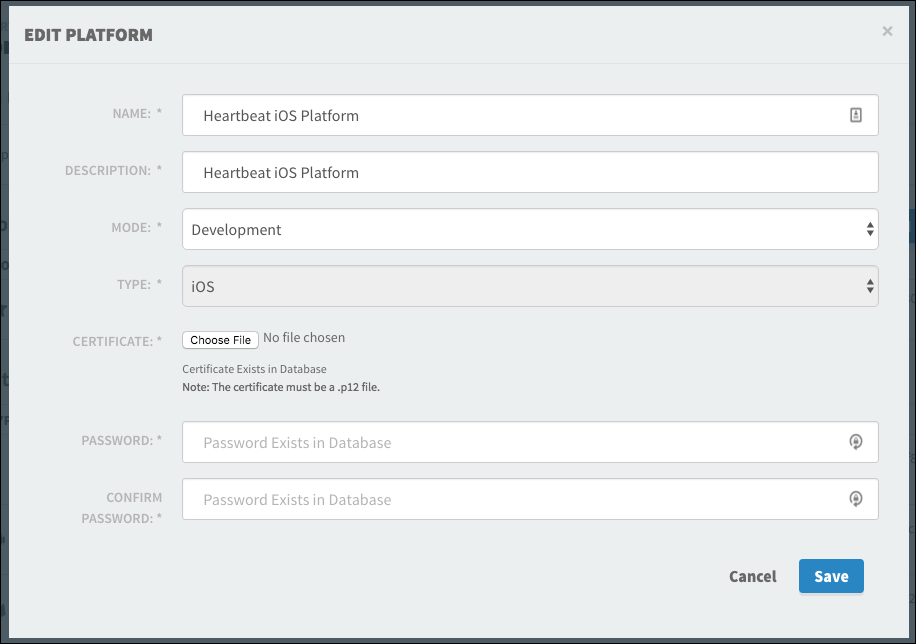 EDIT PLATFORM
×
NAME: * Heartbeat iOS Platform
DESCRIPTION: * Heartbeat iOS Platform
MODE: * Development
TYPE: * iOS
CERTIFICATE: * Choose File No file chosen
Certificate Exists in Database
Note: The certificate must be a .p12 file.
PASSWORD: * Password Exists in Database
CONFIRM
PASSWORD: * Password Exists in Database
Cancel Save